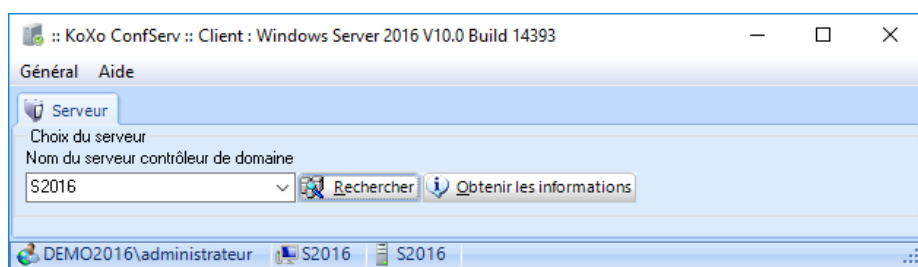 :: KoXo ConfServ :: Client : Windows Server 2016 V10.0 Build 14393
Général Aide
Serveur
Choix du serveur
Nom du serveur contrôleur de domaine
S2016 Rechercher Obtenir les informations
DEMO2016\administrateur S2016 S2016